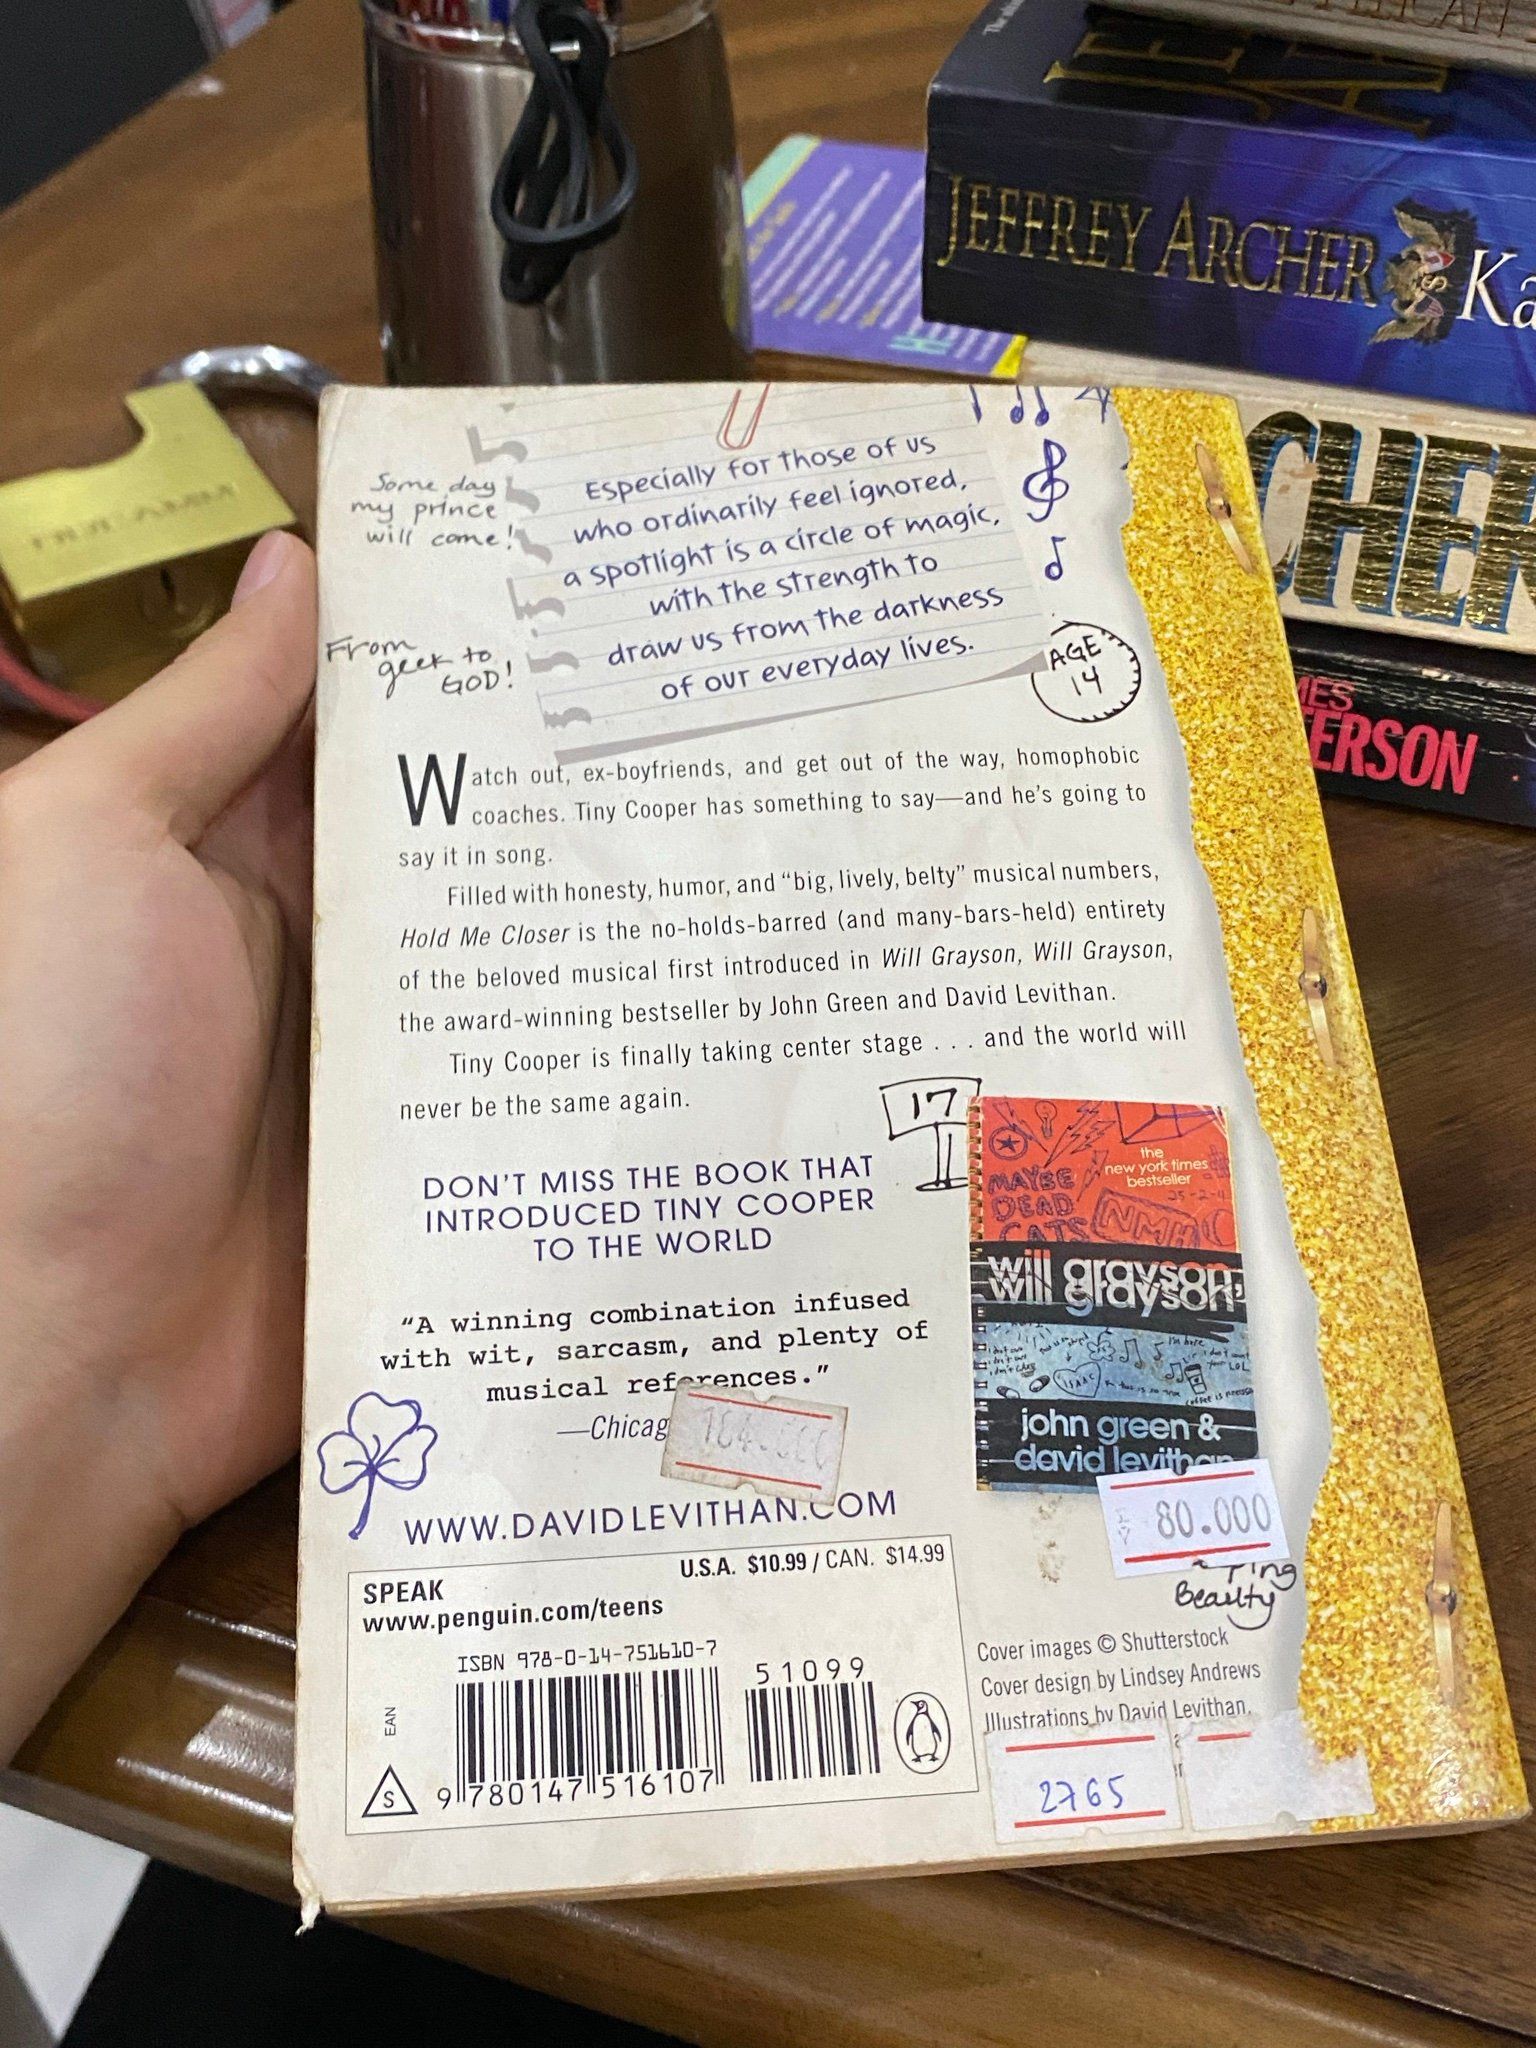 JEFFREY ARCHER Ka
CHER
ERSON
Some day
my prince
will come!
From
geek to
GOD!
Especially for those of us
who ordinarily feel ignored,
a spotlight is a circle of magic,
with the strength to
draw us from the darkness
of our everyday lives.
AGE
14
Watch out, ex-boyfriends, and get out of the way, homophobic
coaches. Tiny Cooper has something to say—and he's going to
say it in song.
Filled with honesty, humor, and "big, lively, belty" musical numbers,
Hold Me Closer is the no-holds-barred (and many-bars-held) entirety
of the beloved musical first introduced in Will Grayson, Will Grayson,
the award-winning bestseller by John Green and David Levithan.
Tiny Cooper is finally taking center stage . . . and the world will
never be the same again.
17
DON'T MISS THE BOOK THAT
INTRODUCED TINY COOPER
TO THE WORLD
"A winning combination infused
with wit, sarcasm, and plenty of
musical references."
—Chicag
the
new york times
bestseller
MAYBE
DEAD
CATS
NMH
will grayson,
will grayson
ISAAC
john green &
david levithan
80.000
WWW.DAVIDLEVITHAN.COM
Beauty
U.S.A. $10.99 / CAN. $14.99
SPEAK
www.penguin.com/teens
ISBN 978-0-14-751610-7
51099
EAN
S
9 780147 516107
Cover images © Shutterstock
Cover design by Lindsey Andrews
Illustrations by David Levithan.
2765